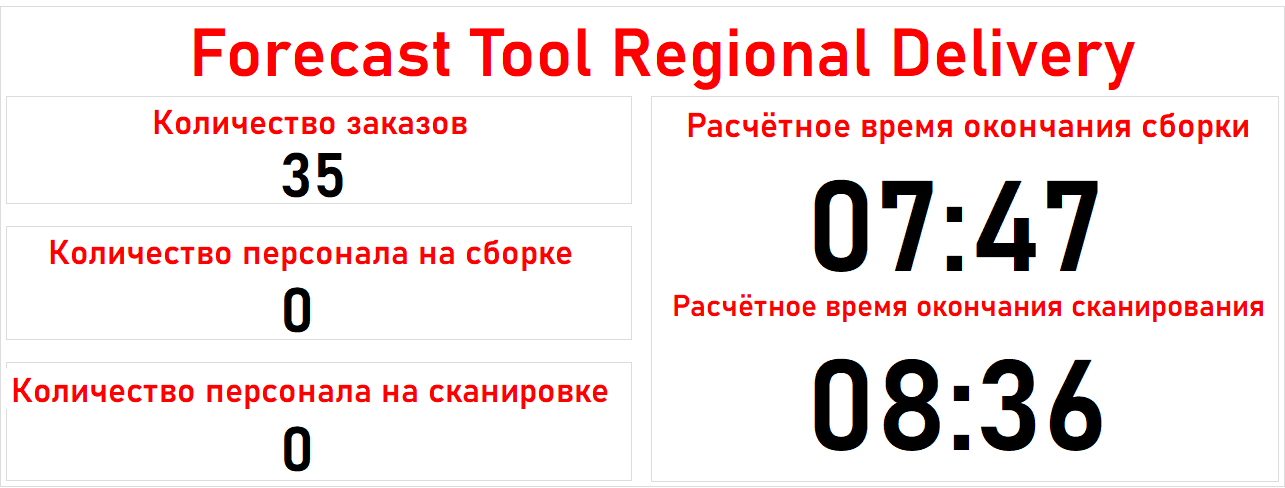 Forecast Tool Regional Delivery
Количество заказов
35
Количество персонала на сборке
0
Количество персонала на сканировке
0
Расчётное время окончания сборки
07:47
Расчётное время окончания сканирования
08:36